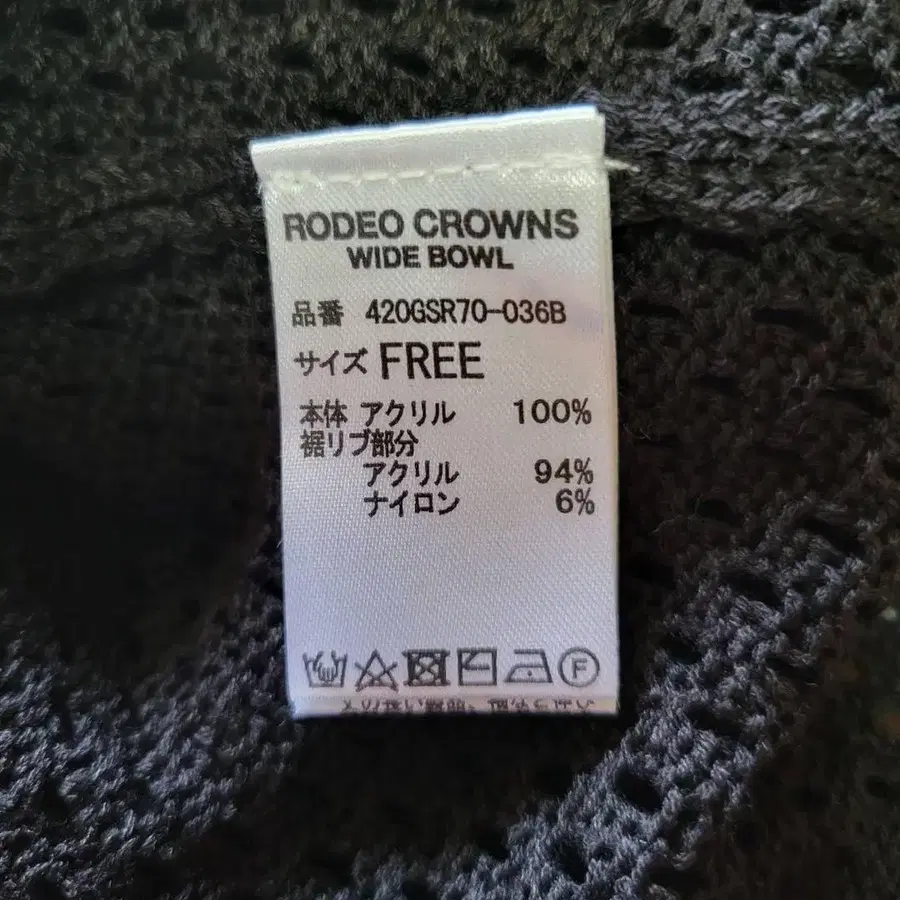 RODEO CROWNS
WIDE BOWL
品番 420GSR70-036B
サイズ FREE
本体 アクリル 100%
裾リブ部分
アクリル 94%
ナイロン 6%
F